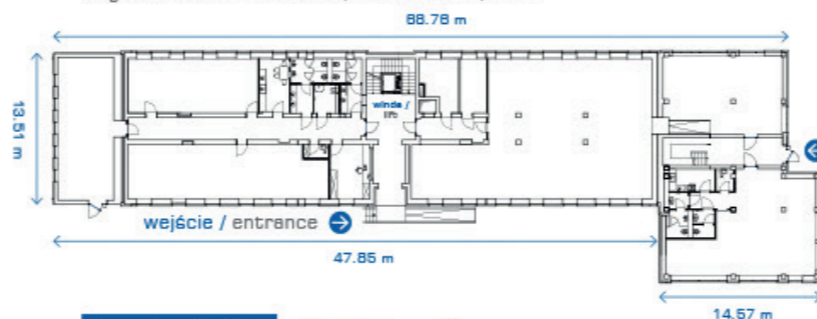 88.78 m
13.51 m
winda /
lift
wejście / entrance
47.85 m
14.57 m